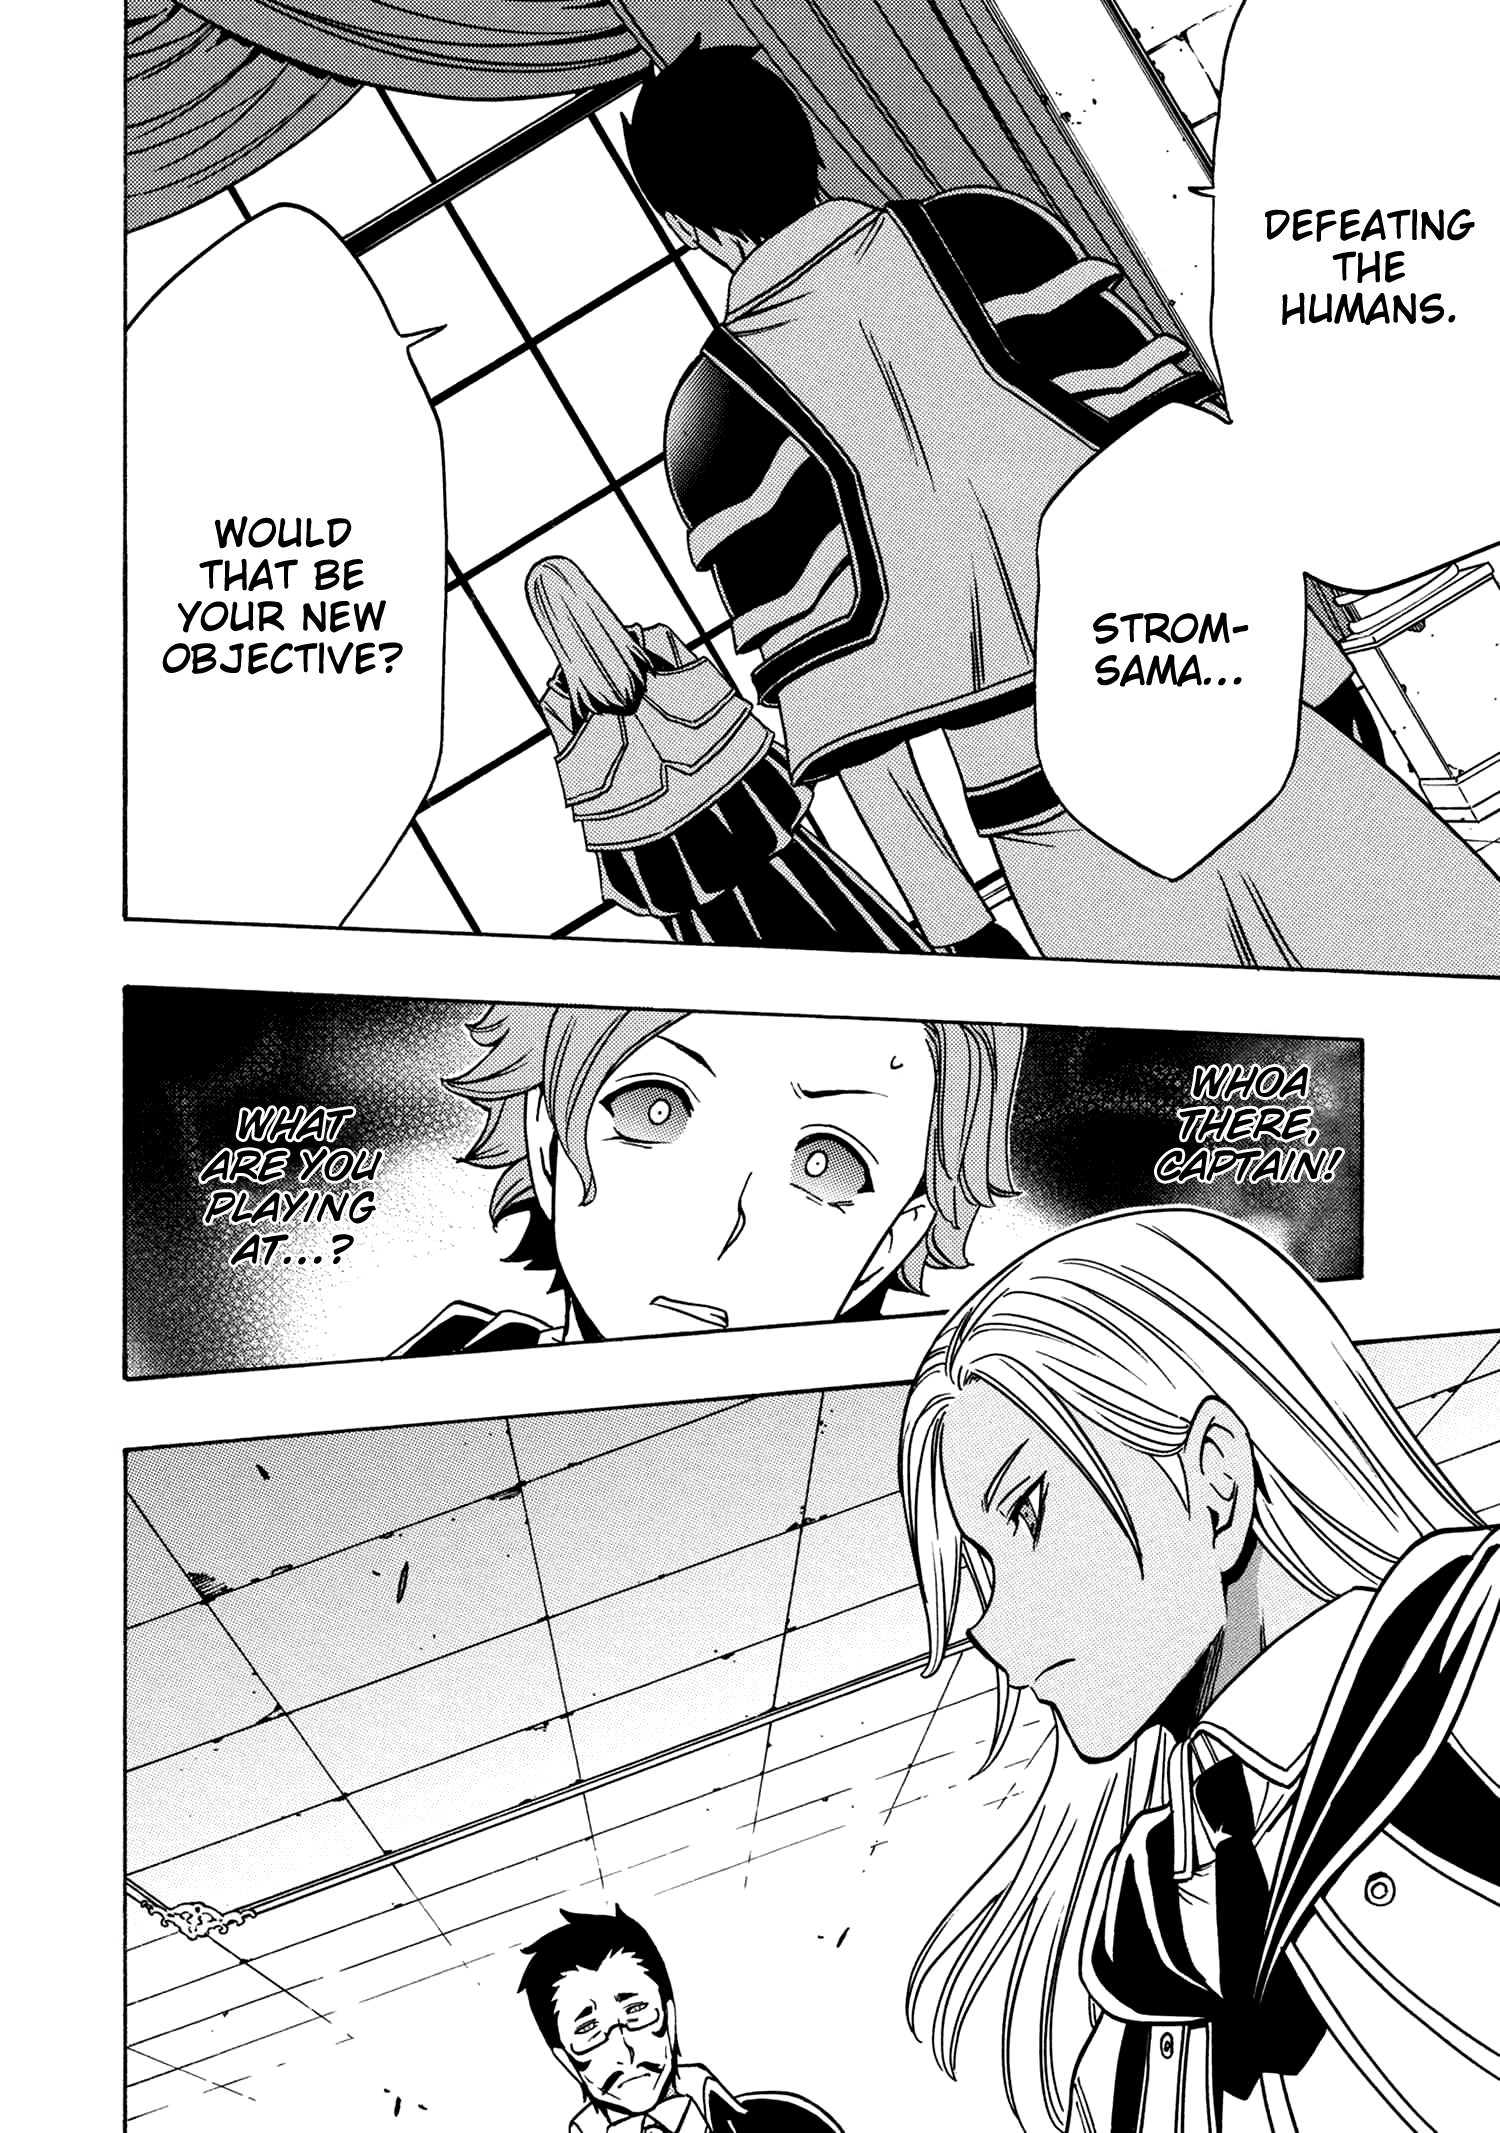 DEFEATING
THE
HUMANS.
STROM-
SAMA...
WOULD
THAT BE
YOUR NEW
OBJECTIVE?
WHOA
THERE,
CAPTAIN!
WHAT
ARE YOU
PLAYING
AT...?